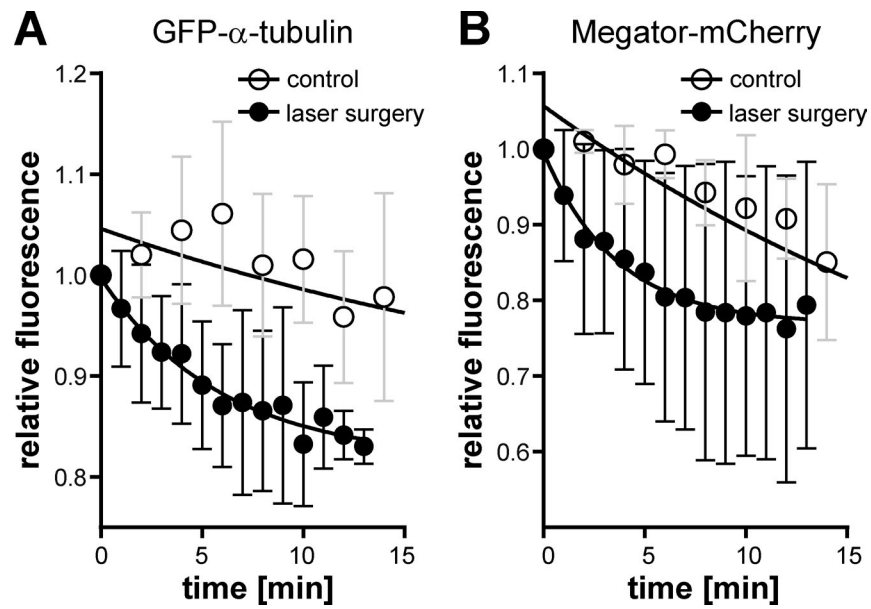 A
GFP-α-tubulin
control
laser surgery
relative fluorescence
1.2
1.1
1.0
0.9
0.8
0
5
10
15
time [min]
B
Megator-mCherry
control
laser surgery
relative fluorescence
1.1
1.0
0.9
0.8
0.7
0.6
0
5
10
15
time [min]